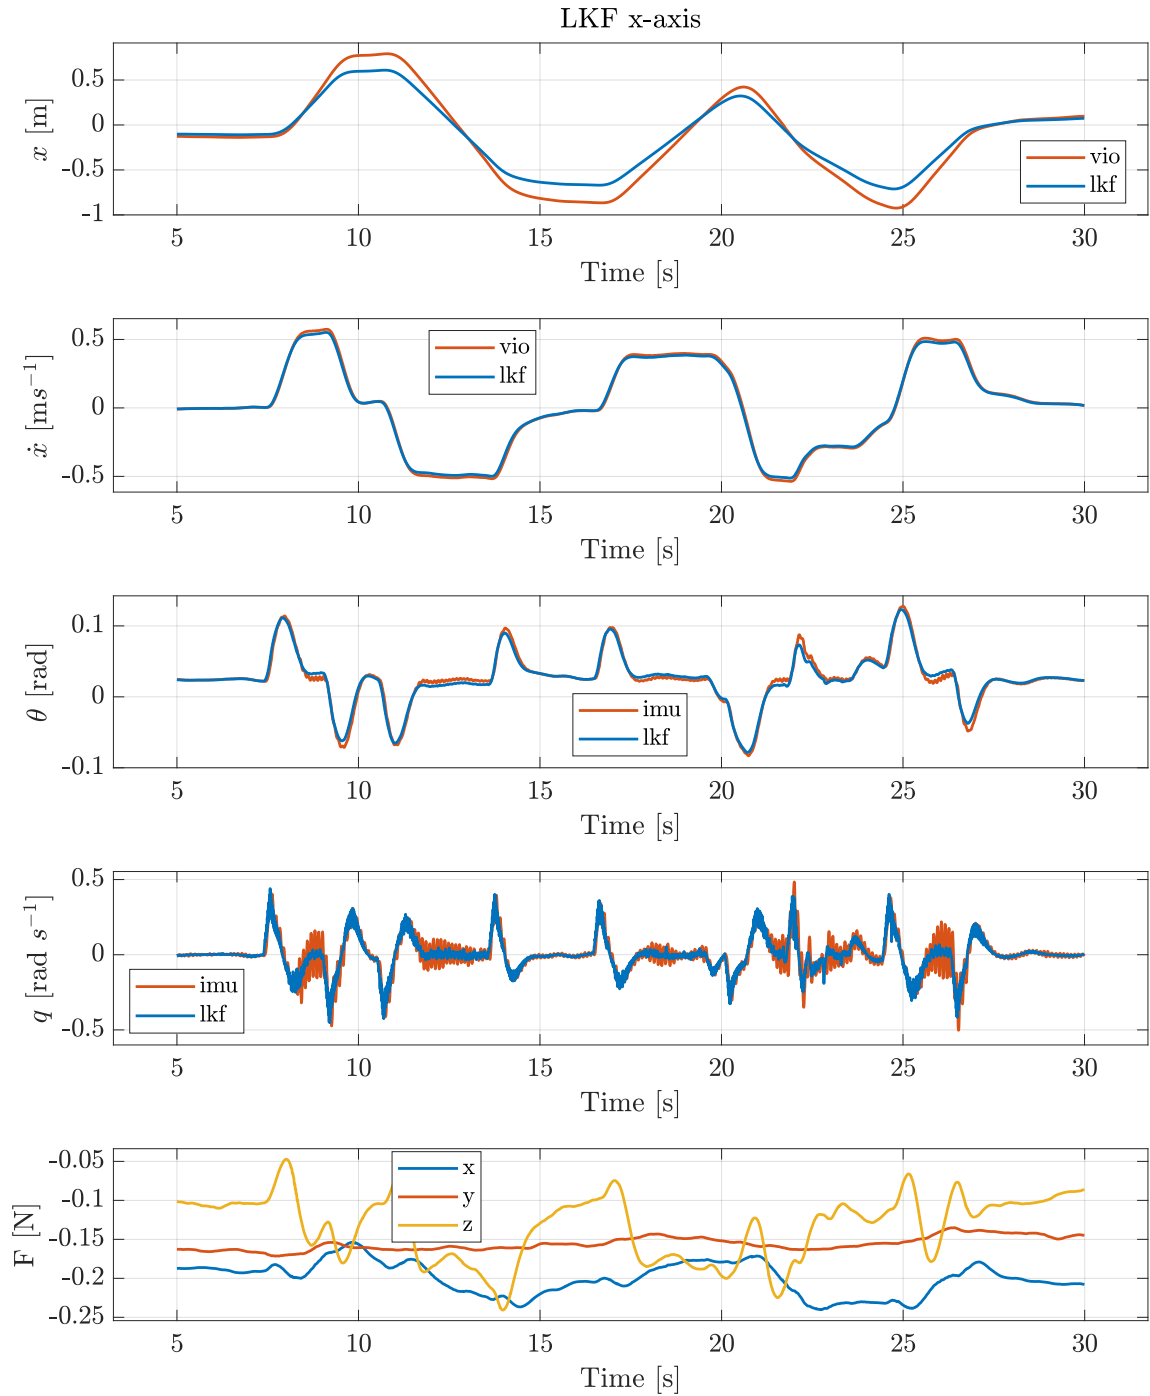 LKF x-axis
x [m]
0.5
0
-0.5
-1
vio
lkf
5 10 15 20 25 30
Time [s]
ẋ [ms⁻¹]
0.5
0
-0.5
vio
lkf
5 10 15 20 25 30
Time [s]
θ [rad]
0.1
0
-0.1
imu
lkf
5 10 15 20 25 30
Time [s]
q [rad s⁻¹]
0.5
0
-0.5
imu
lkf
5 10 15 20 25 30
Time [s]
F [N]
-0.05
-0.1
-0.15
-0.2
-0.25
x
y
z
5 10 15 20 25 30
Time [s]